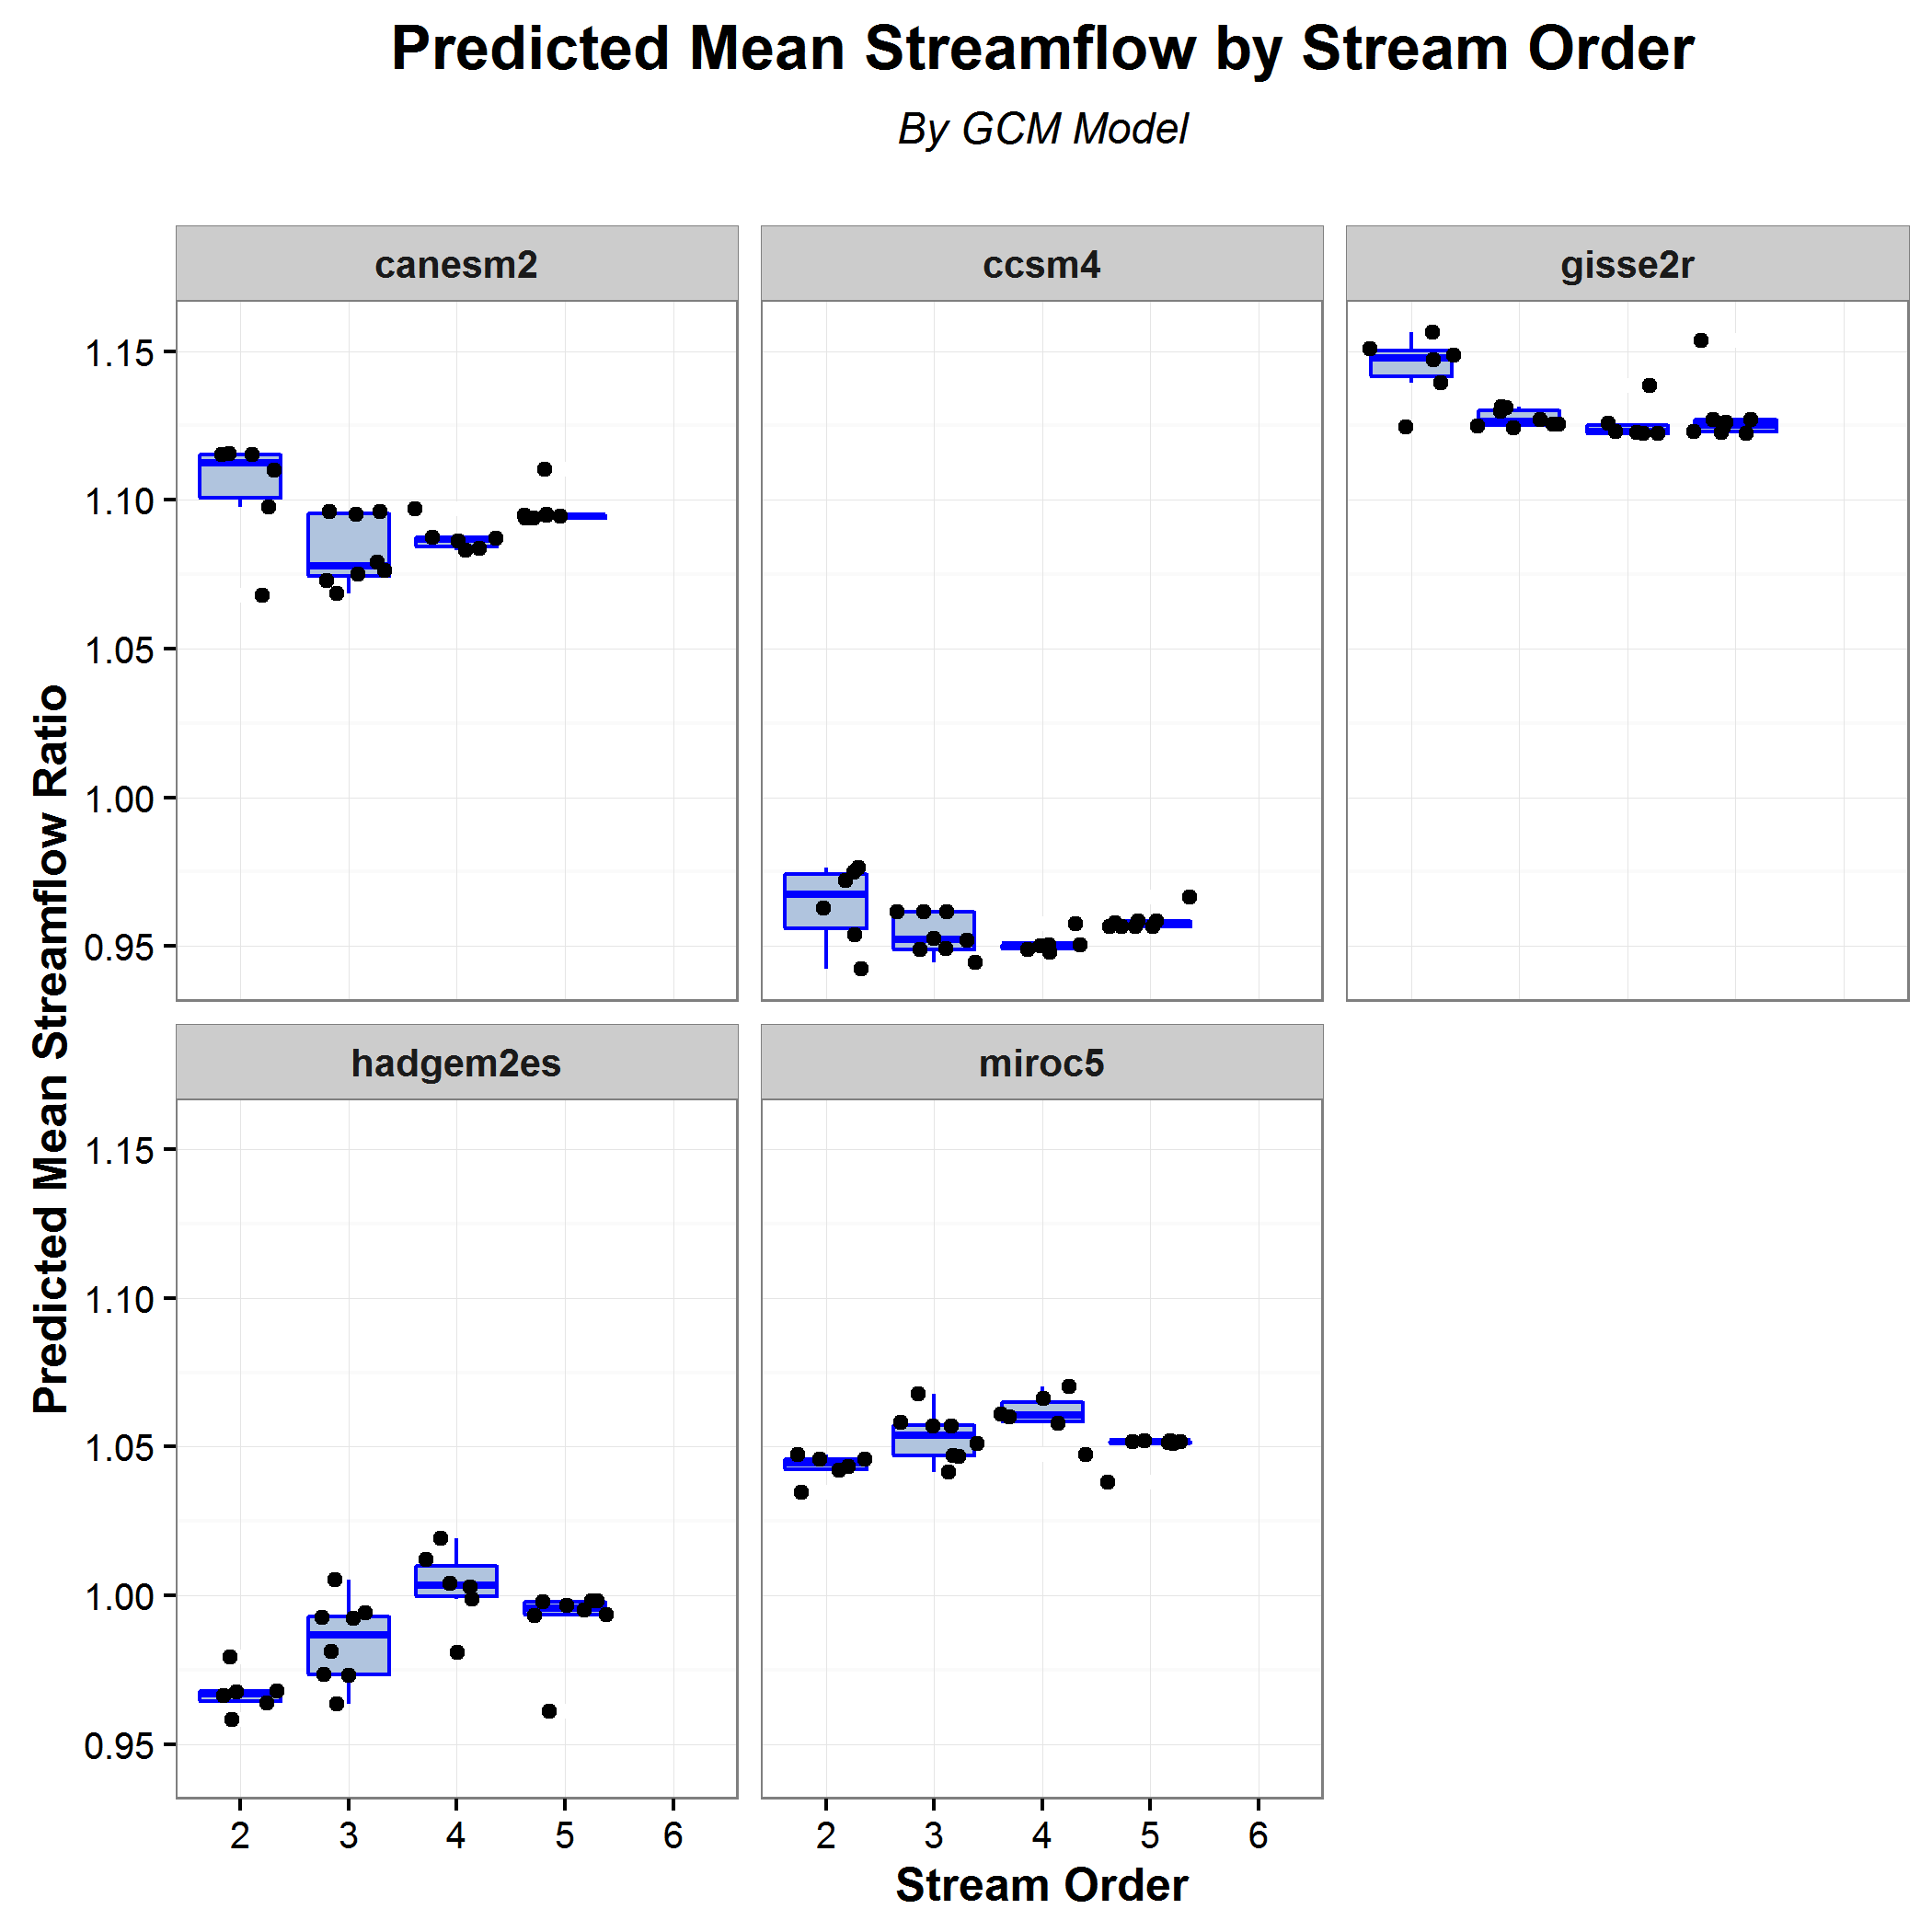 Predicted Mean Streamflow by Stream Order
By GCM Model
canesm2
ccsm4
gisse2r
Predicted Mean Streamflow Ratio
1.15
1.10
1.05
1.00
0.95
hadgem2es
miroc5
1.15
1.10
1.05
1.00
0.95
2 3 4 5 6
2 3 4 5 6
Stream Order